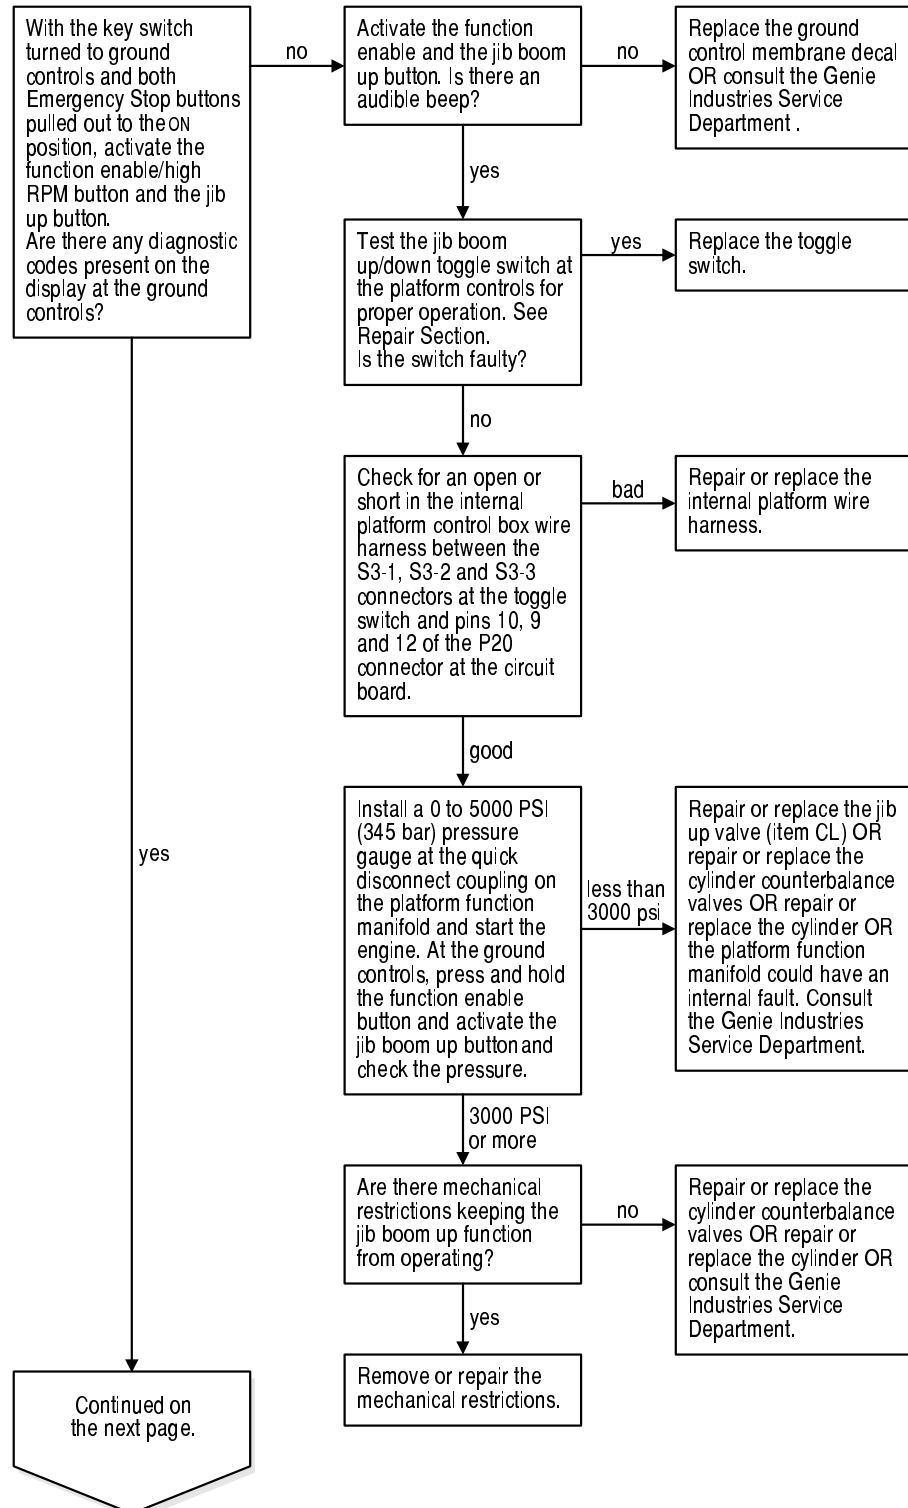 With the key switch
turned to ground
controls and both
Emergency Stop buttons
pulled out to the ON
position, activate the
function enable/high
RPM button and the jib
up button.
Are there any diagnostic
codes present on the
display at the ground
controls?
no
Activate the function
enable and the jib boom
up button. Is there an
audible beep?
no
Replace the ground
control membrane decal
OR consult the Genie
Industries Service
Department .
yes
Test the jib boom
up/down toggle switch at
the platform controls for
proper operation. See
Repair Section.
Is the switch faulty?
yes
Replace the toggle
switch.
no
Check for an open or
short in the internal
platform control box wire
harness between the
S3-1, S3-2 and S3-3
connectors at the toggle
switch and pins 10, 9
and 12 of the P20
connector at the circuit
board.
bad
Repair or replace the
internal platform wire
harness.
good
Install a 0 to 5000 PSI
(345 bar) pressure
gauge at the quick
disconnect coupling on
the platform function
manifold and start the
engine. At the ground
controls, press and hold
the function enable
button and activate the
jib boom up button and
check the pressure.
less than
3000 psi
Repair or replace the jib
up valve (item CL) OR
repair or replace the
cylinder counterbalance
valves OR repair or
replace the cylinder OR
the platform function
manifold could have an
internal fault. Consult
the Genie Industries
Service Department.
3000 PSI
or more
Are there mechanical
restrictions keeping the
jib boom up function
from operating?
no
Repair or replace the
cylinder counterbalance
valves OR repair or
replace the cylinder OR
consult the Genie
Industries Service
Department.
yes
Remove or repair the
mechanical restrictions.
yes
Continued on
the next page.